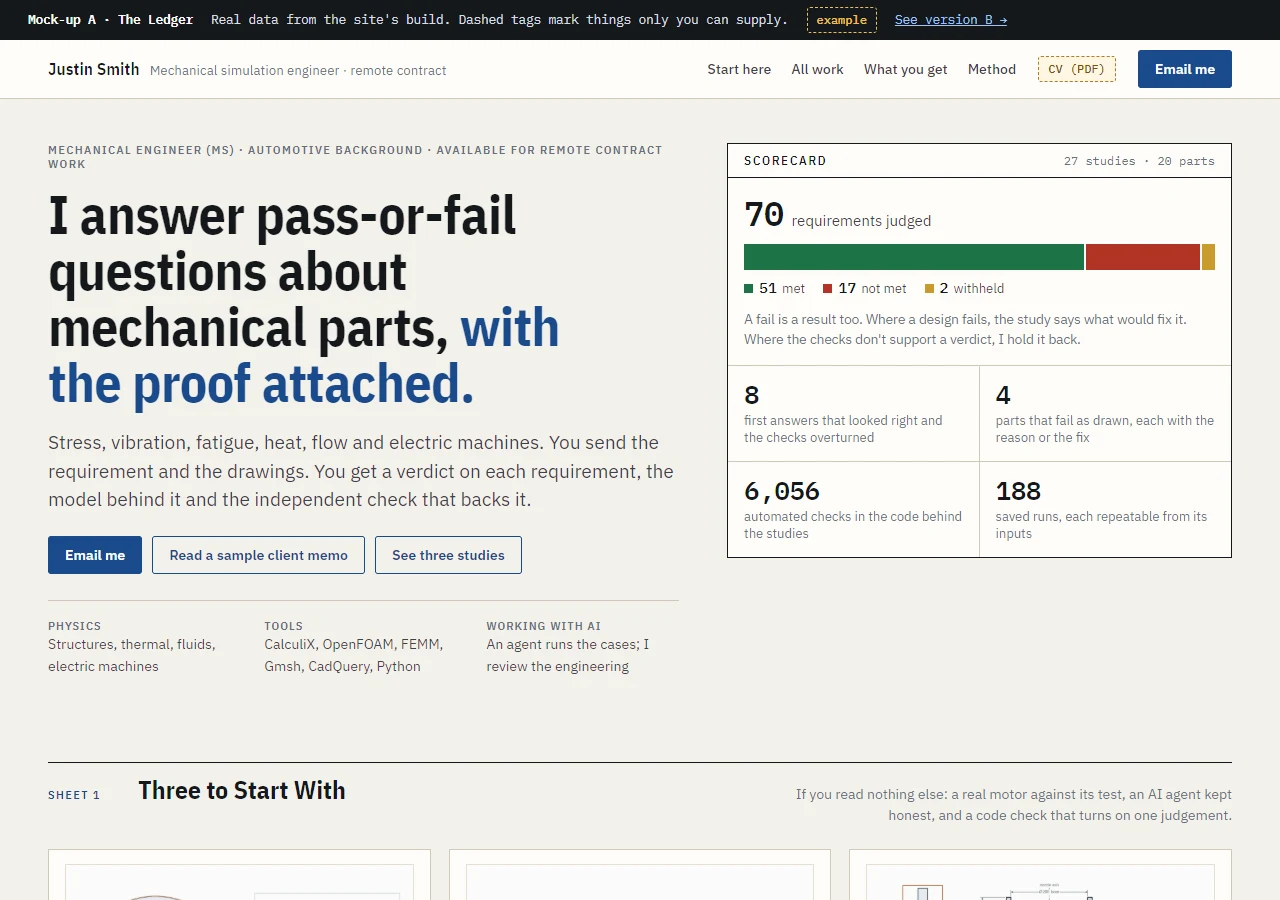 Mock-up A · The Ledger Real data from the site's build. Dashed tags mark things only you can supply. example See version B →
Justin Smith Mechanical simulation engineer · remote contract Start here All work What you get Method CV (PDF) Email me
MECHANICAL ENGINEER (MS) · AUTOMOTIVE BACKGROUND · AVAILABLE FOR REMOTE CONTRACT
WORK
I answer pass-or-fail
questions about
mechanical parts, with
the proof attached.
Stress, vibration, fatigue, heat, flow and electric machines. You send the
requirement and the drawings. You get a verdict on each requirement, the
model behind it and the independent check that backs it.
Email me Read a sample client memo See three studies
PHYSICS
Structures, thermal, fluids,
electric machines
TOOLS
CalculiX, OpenFOAM, FEMM,
Gmsh, CadQuery, Python
WORKING WITH AI
An agent runs the cases; I
review the engineering
SCORECARD 27 studies · 20 parts
70 requirements judged
51 met 17 not met 2 withheld
A fail is a result too. Where a design fails, the study says what would fix it.
Where the checks don't support a verdict, I hold it back.
8
first answers that looked right and
the checks overturned
4
parts that fail as drawn, each with the
reason or the fix
6,056
automated checks in the code behind
the studies
188
saved runs, each repeatable from its
inputs
SHEET 1 Three to Start With
If you read nothing else: a real motor against its test, an AI agent kept
honest, and a code check that turns on one judgement.